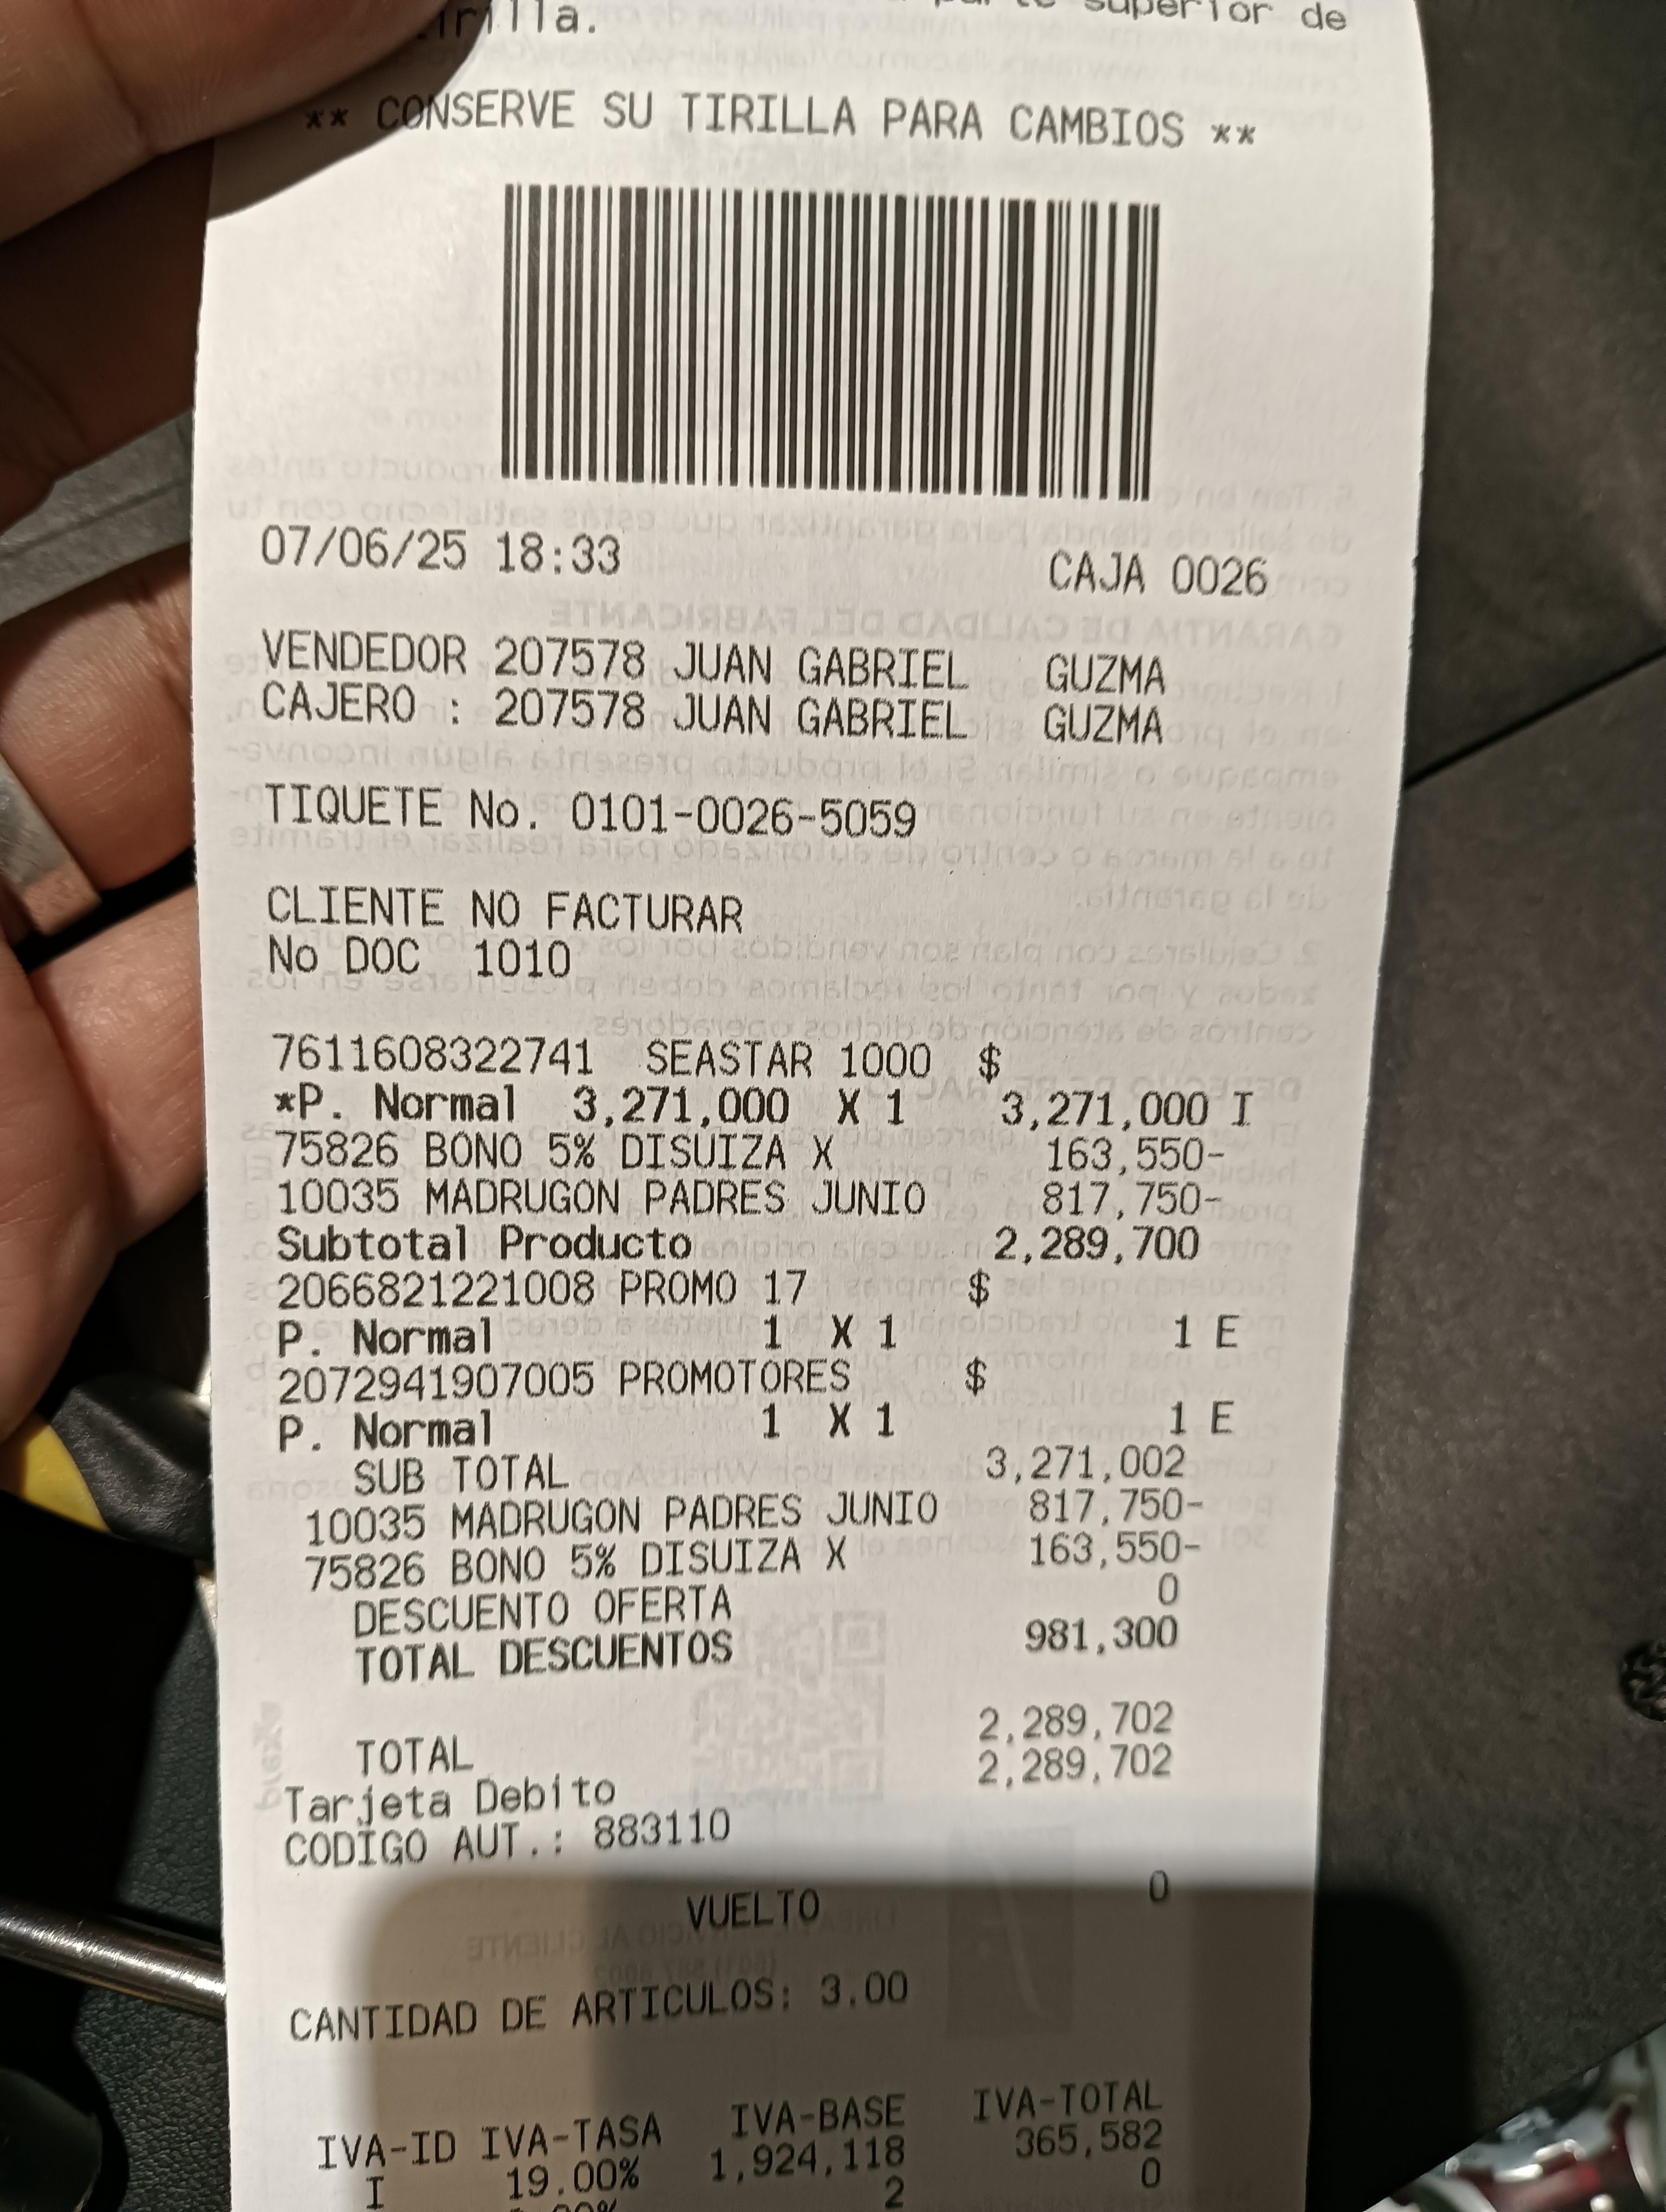 superior de
tirilla.
** CONSERVE SU TIRILLA PARA CAMBIOS **
07/06/25 18:33 CAJA 0026
VENDEDOR 207578 JUAN GABRIEL GUZMA
CAJERO : 207578 JUAN GABRIEL GUZMA
TIQUETE No. 0101-0026-5059
CLIENTE NO FACTURAR
No DOC 1010
7611608322741 SEASTAR 1000 $
*P. Normal 3,271,000 X 1 3,271,000 I
75826 BONO 5% DISUIZA X 163,550-
10035 MADRUGON PADRES JUNIO 817,750-
Subtotal Producto 2,289,700
2066821221008 PROMO 17 $
P. Normal 1 X 1 1 E
2072941907005 PROMOTORES $
P. Normal 1 X 1 1 E
SUB TOTAL 3,271,002
10035 MADRUGON PADRES JUNIO 817,750-
75826 BONO 5% DISUIZA X 163,550-
DESCUENTO OFERTA 0
TOTAL DESCUENTOS 981,300
TOTAL 2,289,702
Tarjeta Debito 2,289,702
CODIGO AUT.: 883110
VUELTO 0
CANTIDAD DE ARTICULOS: 3.00
IVA-ID IVA-TASA IVA-BASE IVA-TOTAL
I 19.00% 1,924,118 365,582
2 0